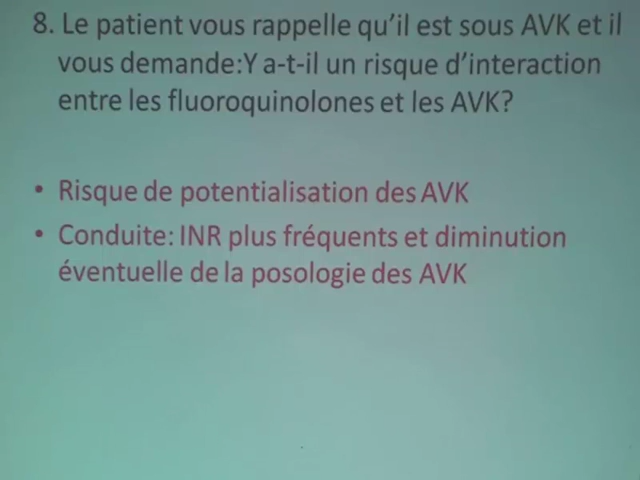 8. Le patient vous rappelle qu'il est sous AVK et il
vous demande:Y a-t-il un risque d'interaction
entre les fluoroquinolones et les AVK?
• Risque de potentialisation des AVK
• Conduite: INR plus fréquents et diminution
éventuelle de la posologie des AVK